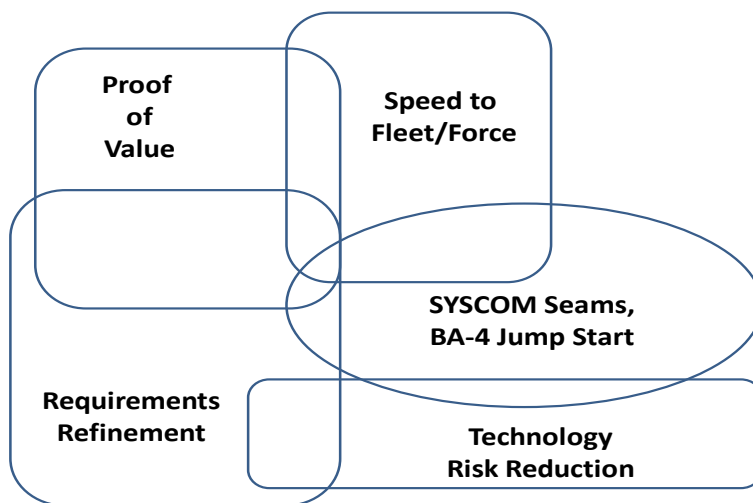 Proof
of
Value
Speed to
Fleet/Force
SYSCOM Seams,
BA-4 Jump Start
Requirements
Refinement
Technology
Risk Reduction